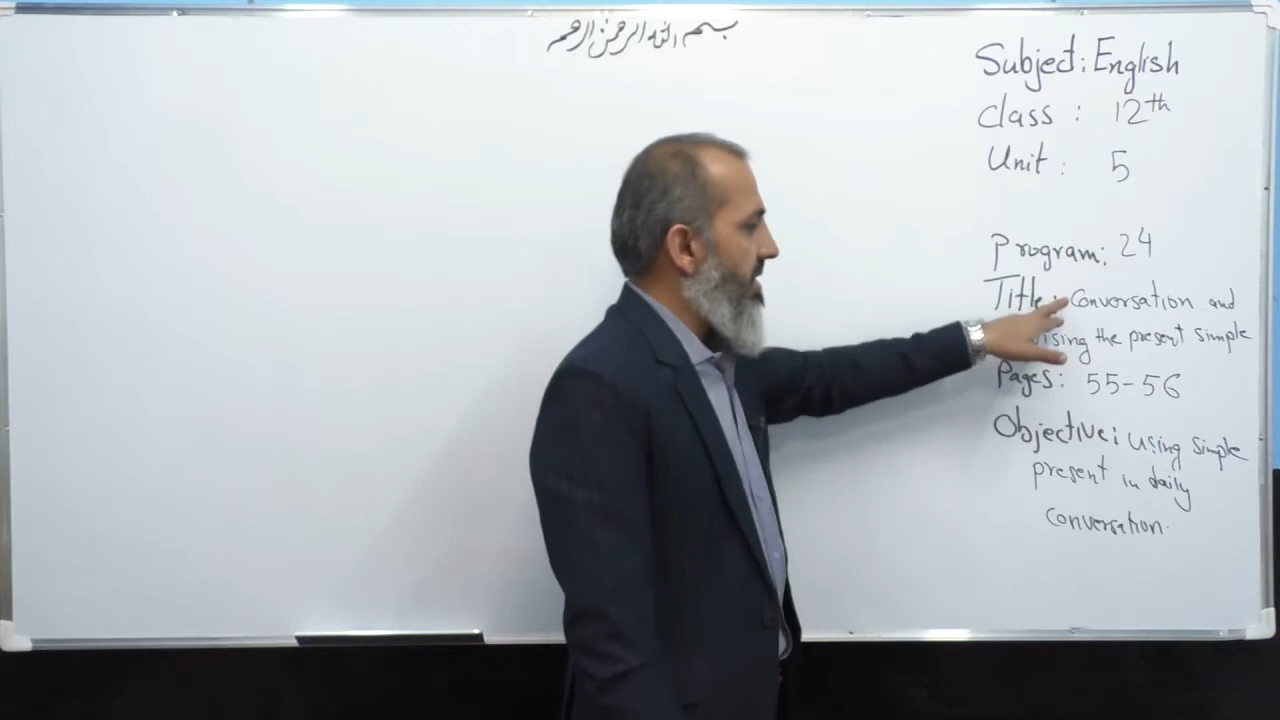 بسم الله الرحمن الرحیم
Subject: English
Class : 12th
Unit : 5
Program: 24
Title: Conversation and
using the present simple
Pages: 55-56
Objective: using simple
present in daily
conversation.